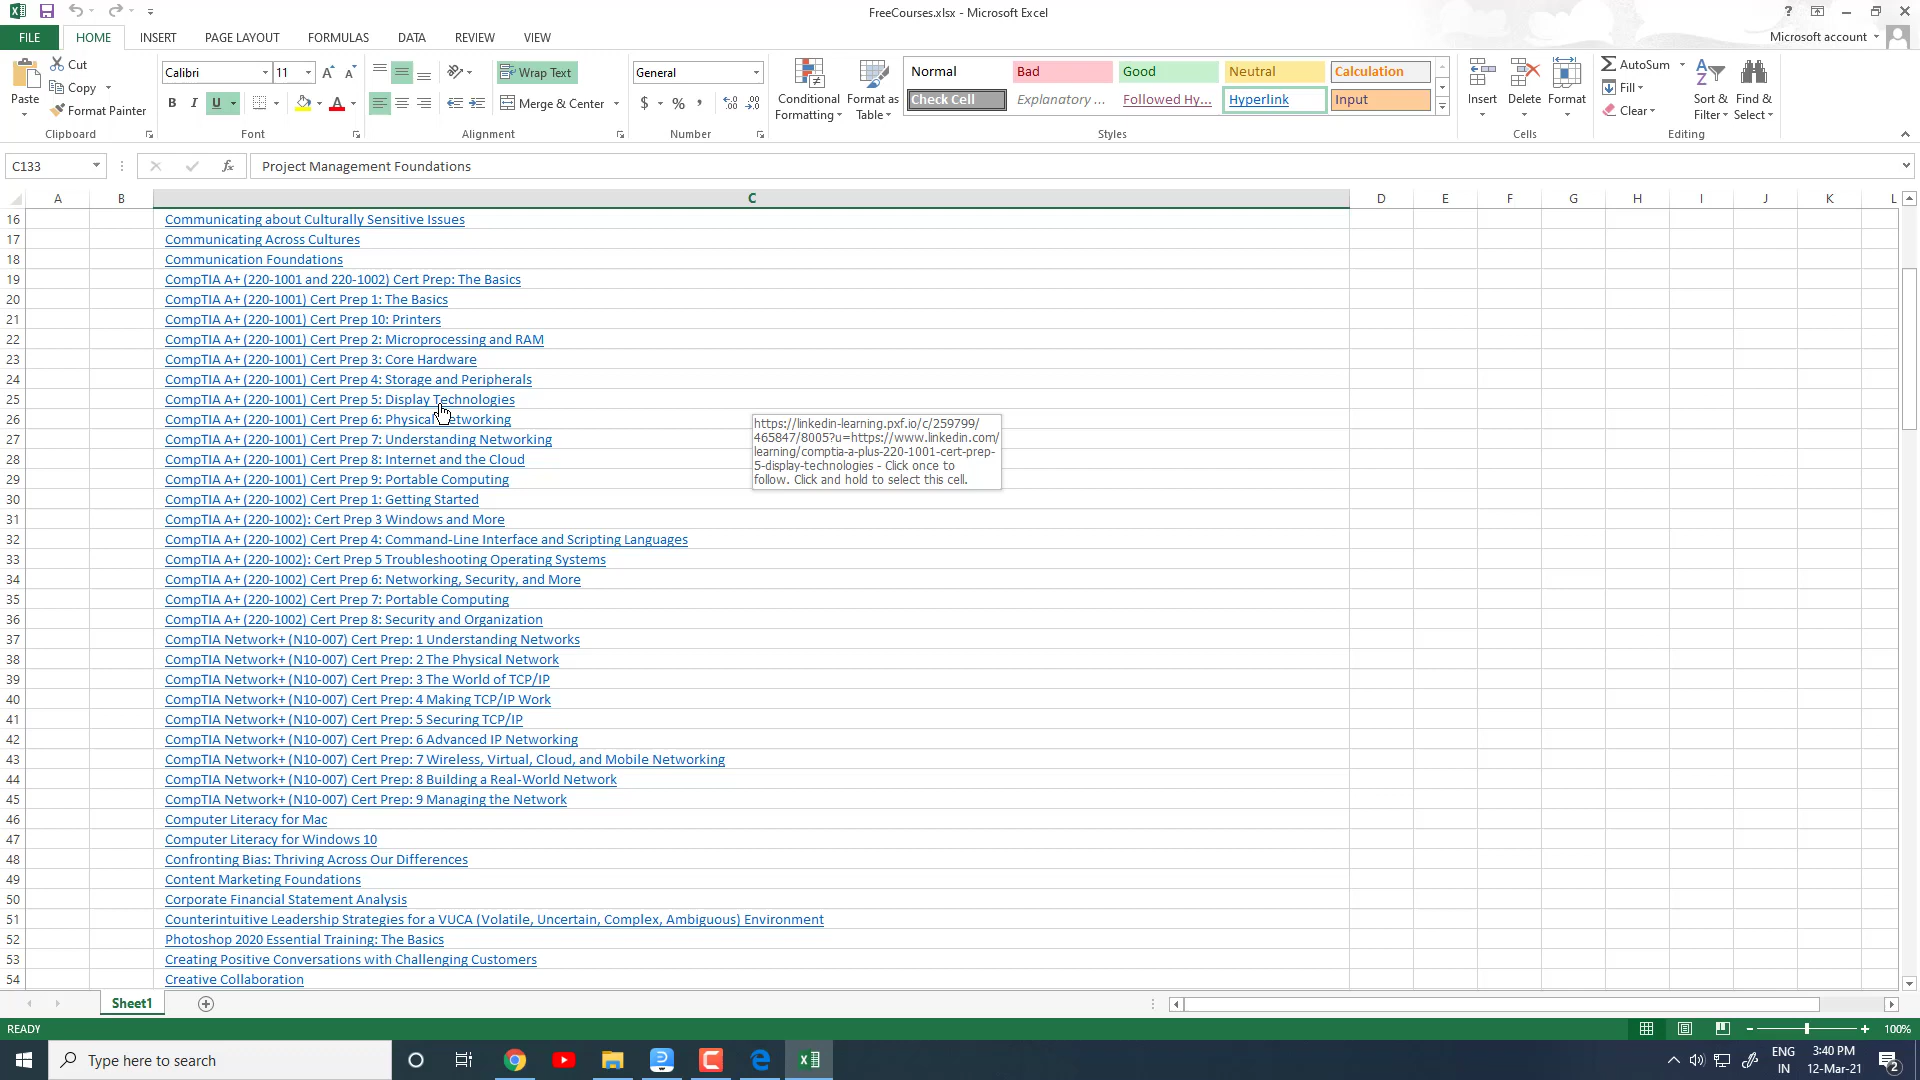 FreeCourses.xlsx - Microsoft Excel
?
FILE HOME INSERT PAGE LAYOUT FORMULAS DATA REVIEW VIEW
Microsoft account
Paste
Cut
Copy
Format Painter
Clipboard
Calibri 11
B I U
Font
Wrap Text
Merge & Center
Alignment
General
$ % ,
Number
Conditional Formatting
Format as Table
Normal Bad Good Neutral Calculation
Check Cell Explanatory ... Followed Hy... Hyperlink Input
Styles
Insert Delete Format
Cells
AutoSum
Fill
Clear
Sort & Filter
Find & Select
Editing
C133
fx
Project Management Foundations
A B C D E F G H I J K L
16 Communicating about Culturally Sensitive Issues
17 Communicating Across Cultures
18 Communication Foundations
19 CompTIA A+ (220-1001 and 220-1002) Cert Prep: The Basics
20 CompTIA A+ (220-1001) Cert Prep 1: The Basics
21 CompTIA A+ (220-1001) Cert Prep 10: Printers
22 CompTIA A+ (220-1001) Cert Prep 2: Microprocessing and RAM
23 CompTIA A+ (220-1001) Cert Prep 3: Core Hardware
24 CompTIA A+ (220-1001) Cert Prep 4: Storage and Peripherals
25 CompTIA A+ (220-1001) Cert Prep 5: Display Technologies
26 CompTIA A+ (220-1001) Cert Prep 6: Physical Networking
27 CompTIA A+ (220-1001) Cert Prep 7: Understanding Networking
28 CompTIA A+ (220-1001) Cert Prep 8: Internet and the Cloud
29 CompTIA A+ (220-1001) Cert Prep 9: Portable Computing
30 CompTIA A+ (220-1002) Cert Prep 1: Getting Started
31 CompTIA A+ (220-1002): Cert Prep 3 Windows and More
32 CompTIA A+ (220-1002) Cert Prep 4: Command-Line Interface and Scripting Languages
33 CompTIA A+ (220-1002): Cert Prep 5 Troubleshooting Operating Systems
34 CompTIA A+ (220-1002) Cert Prep 6: Networking, Security, and More
35 CompTIA A+ (220-1002) Cert Prep 7: Portable Computing
36 CompTIA A+ (220-1002) Cert Prep 8: Security and Organization
37 CompTIA Network+ (N10-007) Cert Prep: 1 Understanding Networks
38 CompTIA Network+ (N10-007) Cert Prep: 2 The Physical Network
39 CompTIA Network+ (N10-007) Cert Prep: 3 The World of TCP/IP
40 CompTIA Network+ (N10-007) Cert Prep: 4 Making TCP/IP Work
41 CompTIA Network+ (N10-007) Cert Prep: 5 Securing TCP/IP
42 CompTIA Network+ (N10-007) Cert Prep: 6 Advanced IP Networking
43 CompTIA Network+ (N10-007) Cert Prep: 7 Wireless, Virtual, Cloud, and Mobile Networking
44 CompTIA Network+ (N10-007) Cert Prep: 8 Building a Real-World Network
45 CompTIA Network+ (N10-007) Cert Prep: 9 Managing the Network
46 Computer Literacy for Mac
47 Computer Literacy for Windows 10
48 Confronting Bias: Thriving Across Our Differences
49 Content Marketing Foundations
50 Corporate Financial Statement Analysis
51 Counterintuitive Leadership Strategies for a VUCA (Volatile, Uncertain, Complex, Ambiguous) Environment
52 Photoshop 2020 Essential Training: The Basics
53 Creating Positive Conversations with Challenging Customers
54 Creative Collaboration
https://linkedin-learning.pxf.io/c/259799/
465847/8005?u=https://www.linkedin.com/
learning/comptia-a-plus-220-1001-cert-prep-
5-display-technologies - Click once to
follow. Click and hold to select this cell.
Sheet1
READY
100%
Type here to search
ENG
IN
3:40 PM
12-Mar-21
2